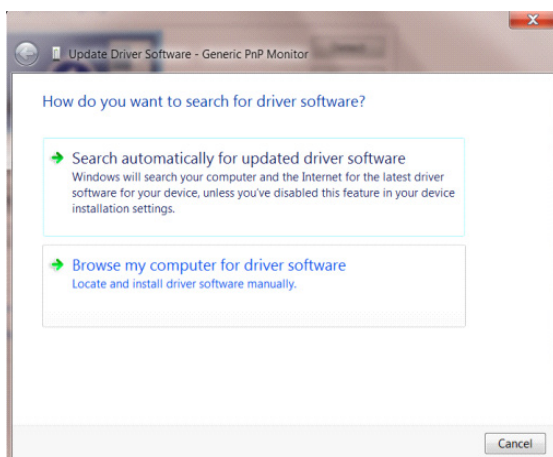 Update Driver Software - Generic PnP Monitor
How do you want to search for driver software?
Search automatically for updated driver software
Windows will search your computer and the Internet for the latest driver
software for your device, unless you've disabled this feature in your device
installation settings.
Browse my computer for driver software
Locate and install driver software manually.
Cancel